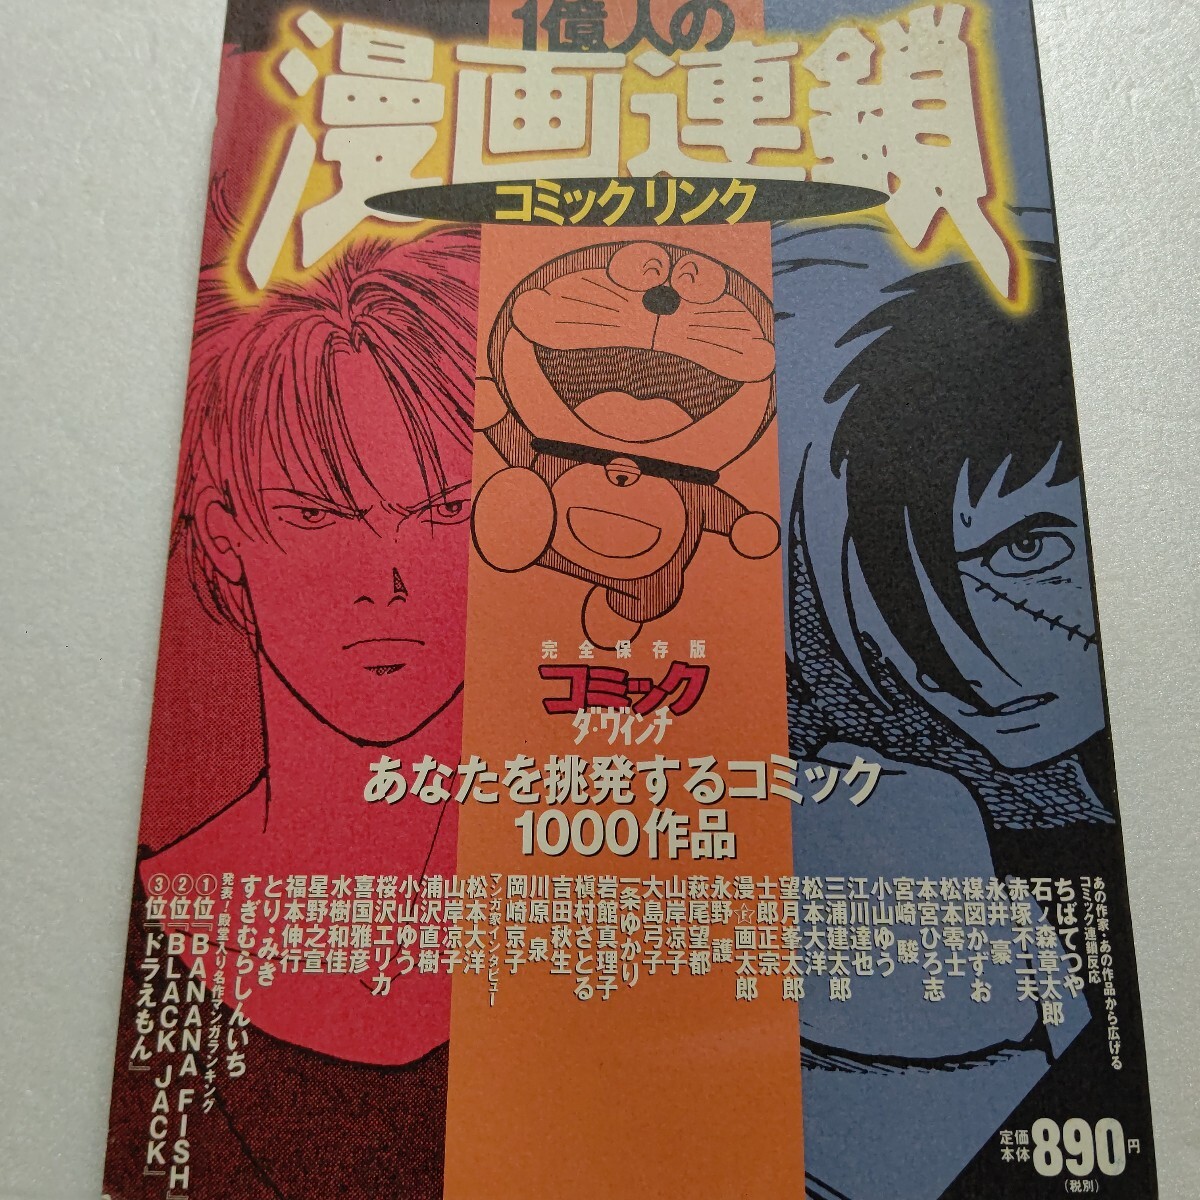 1億人の
漫画連鎖
コミックリンク
完全保存版
コミック
ダ・ヴィンチ
あなたを挑発するコミック
1000作品
あの作家・あの作品から広げる
コミック連鎖反応
ちばてつや
石ノ森章太郎
赤塚不二夫
永井豪
楳図かずお
松本零士
本宮ひろ志
宮崎駿
小山ゆう
江川達也
三浦建太郎
松本大洋
望月峯太郎
士郎正宗
漫☆画太郎
永野護
萩尾望都
山岸凉子
大島弓子
一条ゆかり
岩館真理子
槇村さとる
吉田秋生
川原泉
岡崎京子
マンガ家インタビュー
松本大洋
山岸凉子
浦沢直樹
小山ゆう
桜沢エリカ
喜国雅彦
水樹和佳
星野之宣
福本伸行
とり・みき
すぎむらしんいち
発表!殿堂入り名作マンガランキング
①位『BANANA FISH』
②位『BLACK JACK』
③位『ドラえもん』
定価
本体890円
(税別)